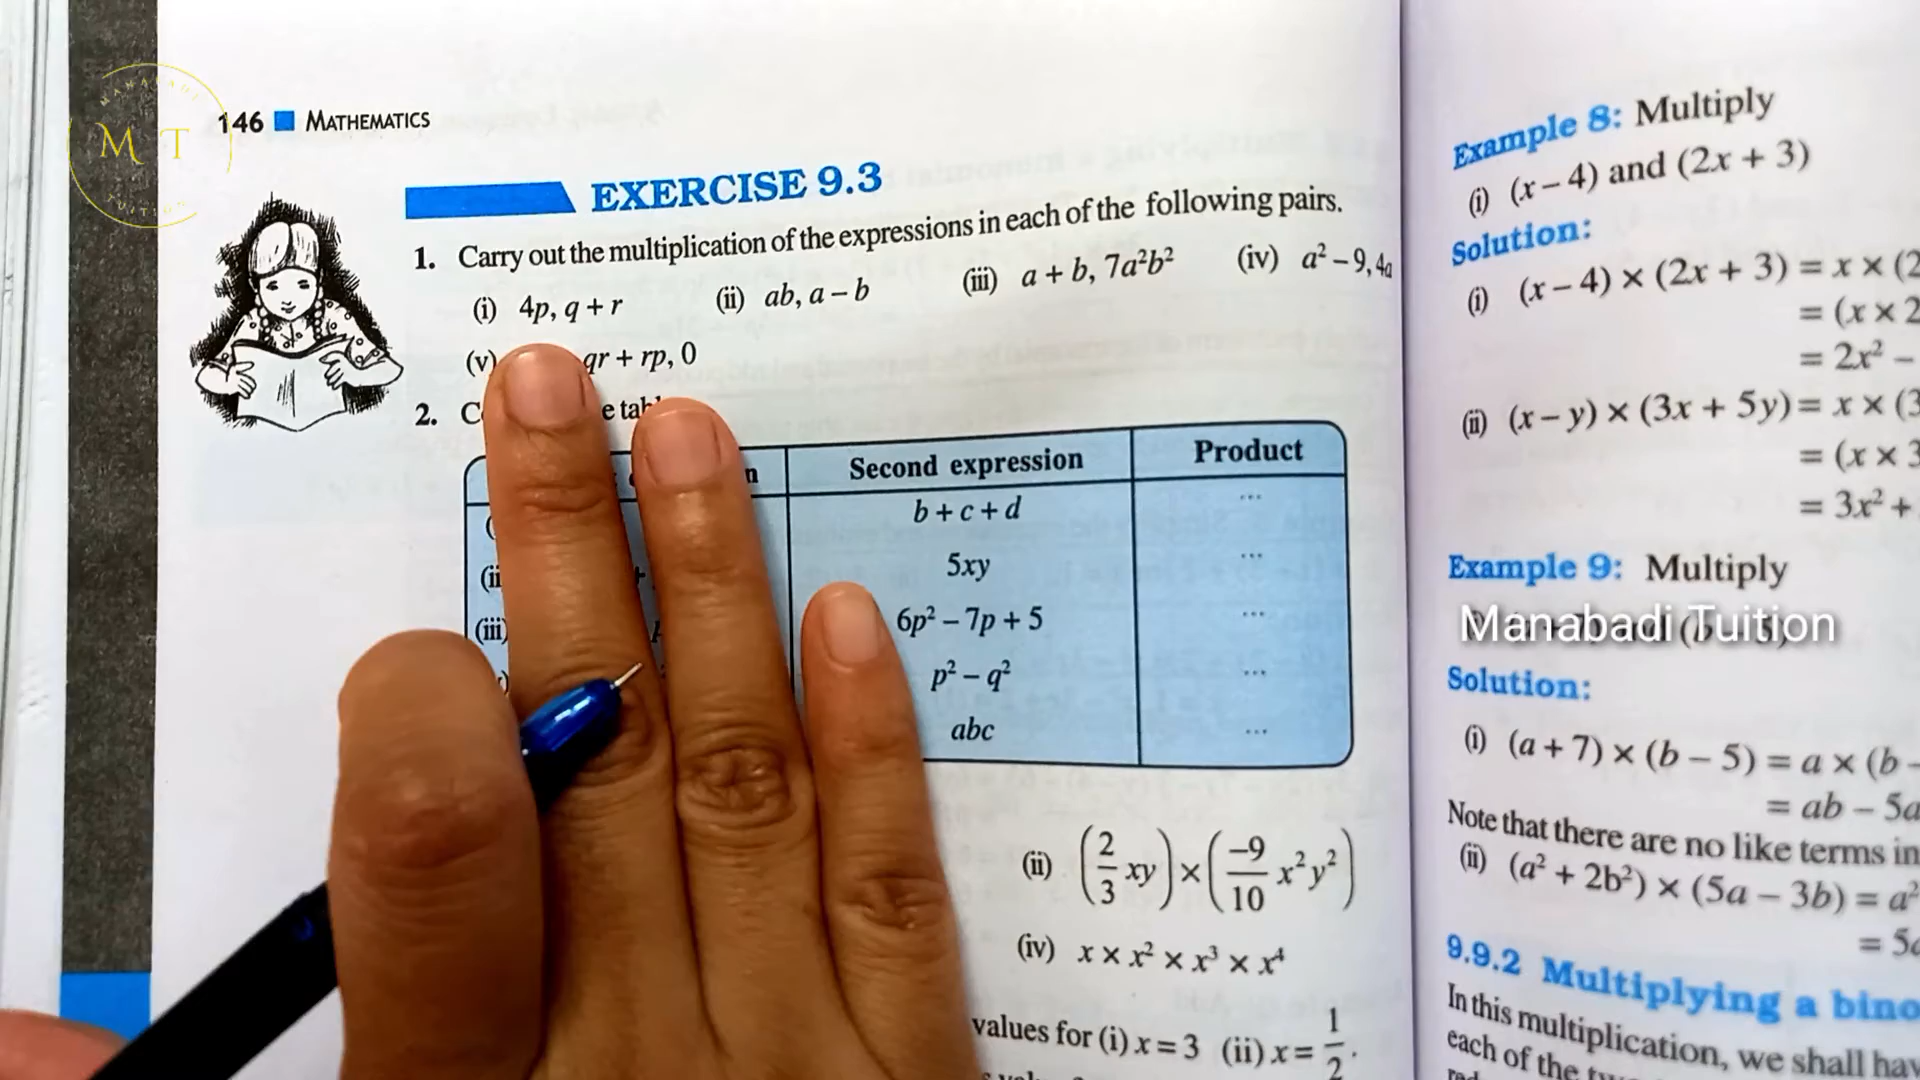 MANABADI
M T
TUITION
146 MATHEMATICS
EXERCISE 9.3
1. Carry out the multiplication of the expressions in each of the following pairs.
(i) 4p, q + r (ii) ab, a – b (iii) a + b, 7a²b² (iv) a² – 9, 4a
(v) qr + rp, 0
2. C e tab
n Second expression Product
( b + c + d ...
(ii + 5xy ...
(iii) p 6p² – 7p + 5 ...
) p² – q² ...
abc ...
(ii) (2/3 xy) × (–9/10 x²y²)
(iv) x × x² × x³ × x⁴
values for (i) x = 3 (ii) x = 1/2.
Example 8: Multiply
(i) (x – 4) and (2x + 3)
Solution:
(i) (x – 4) × (2x + 3) = x × (2
= (x × 2
= 2x² –
(ii) (x – y) × (3x + 5y) = x × (3
= (x × 3
= 3x² +
Example 9: Multiply
Manabadi Tuition
Solution:
(i) (a + 7) × (b – 5) = a × (b –
= ab – 5a
Note that there are no like terms in
(ii) (a² + 2b²) × (5a – 3b) = a²
= 5a
9.9.2 Multiplying a bino
In this multiplication, we shall hav
each of the